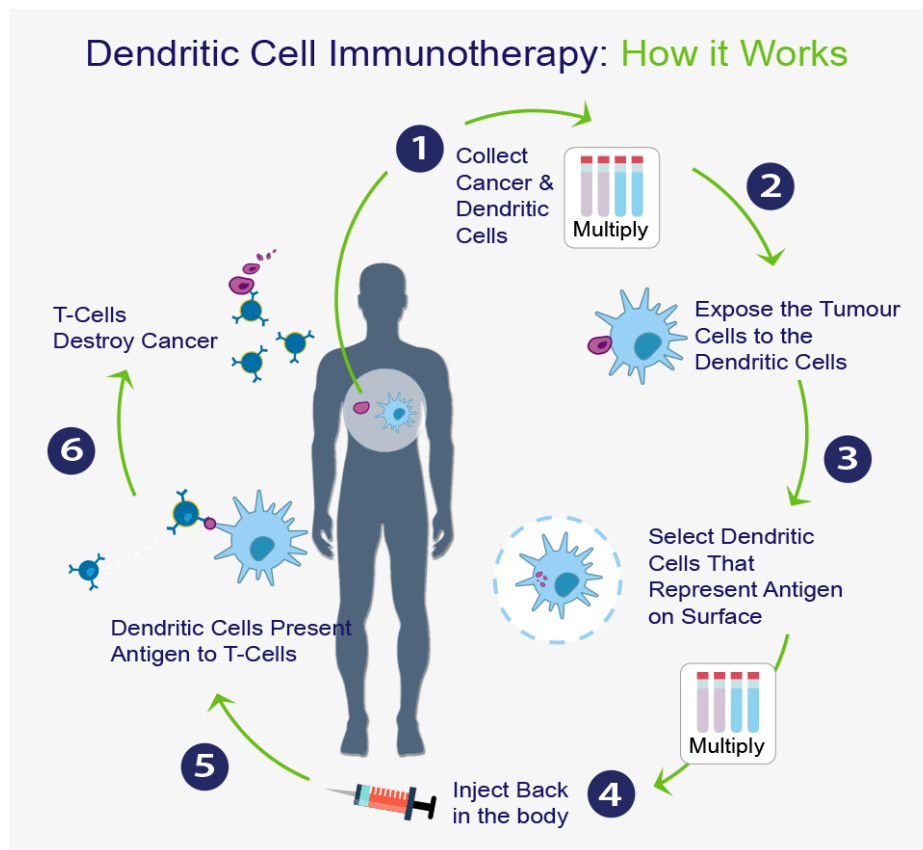 Dendritic Cell Immunotherapy: How it Works
1
Collect
Cancer &
Dendritic
Cells
Multiply
2
Expose the Tumour
Cells to the
Dendritic Cells
3
Select Dendritic
Cells That
Represent Antigen
on Surface
Multiply
4
Inject Back
in the body
5
Dendritic Cells Present
Antigen to T-Cells
6
T-Cells
Destroy Cancer